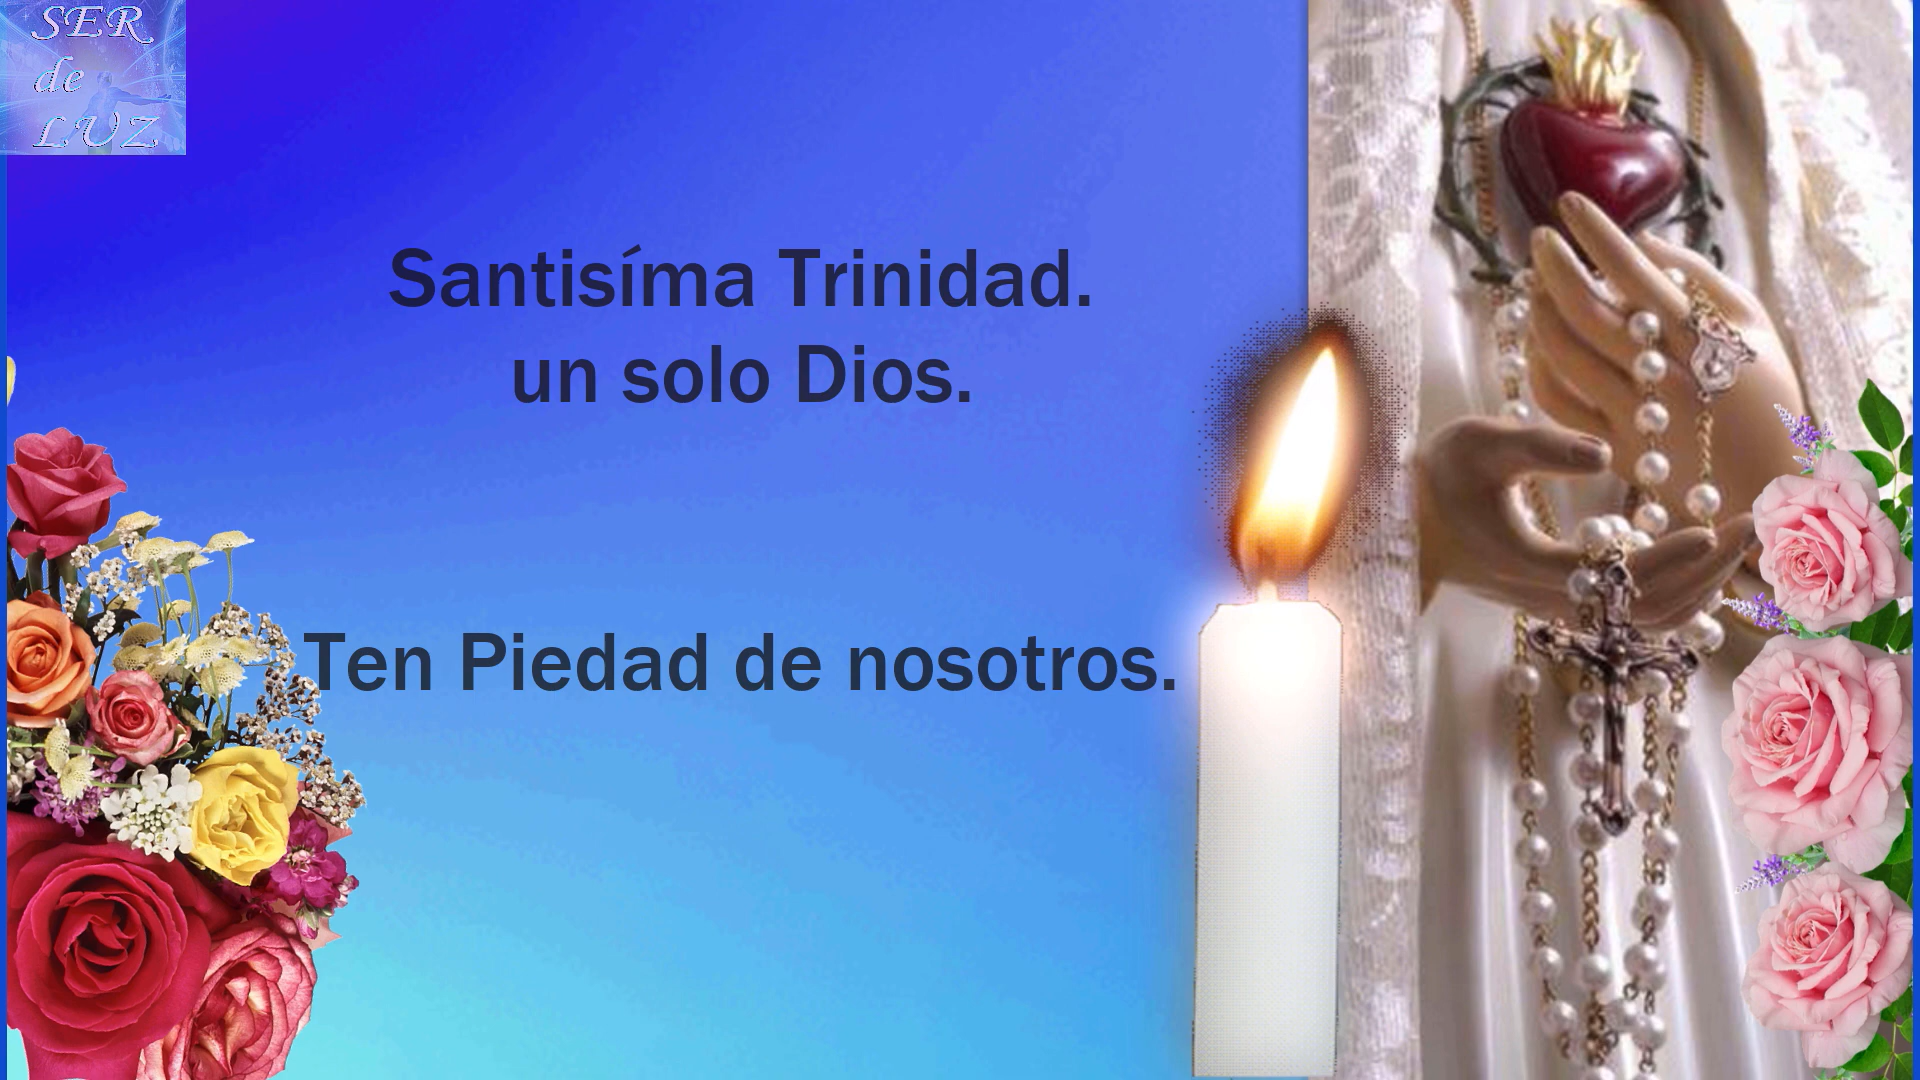 SER
de
LUZ
Santisíma Trinidad.
un solo Dios.
Ten Piedad de nosotros.